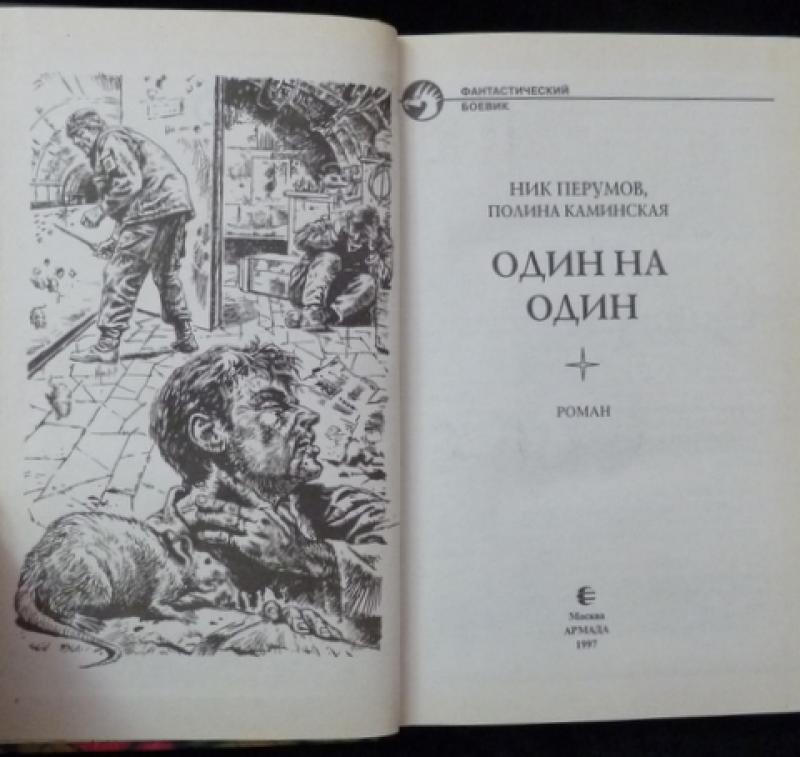 ФАНТАСТИЧЕСКИЙ
БОЕВИК
НИК ПЕРУМОВ,
ПОЛИНА КАМИНСКАЯ
ОДИН НА
ОДИН
РОМАН
Москва
АРМАДА
1997